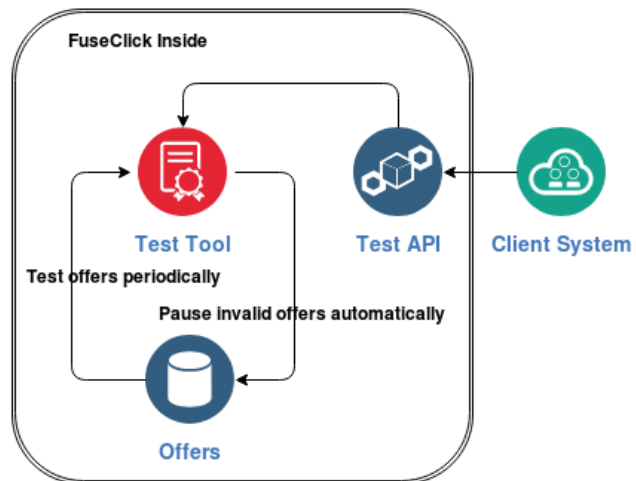 FuseClick Inside
Test Tool
Test API
Client System
Test offers periodically
Pause invalid offers automatically
Offers